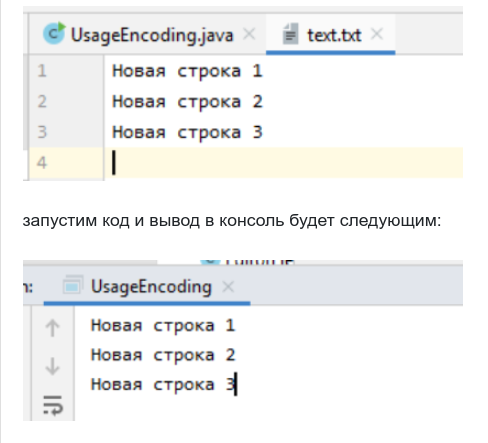 UsageEncoding.java text.txt
1 Новая строка 1
2 Новая строка 2
3 Новая строка 3
4
запустим код и вывод в консоль будет следующим:
n: UsageEncoding
Новая строка 1
Новая строка 2
Новая строка 3